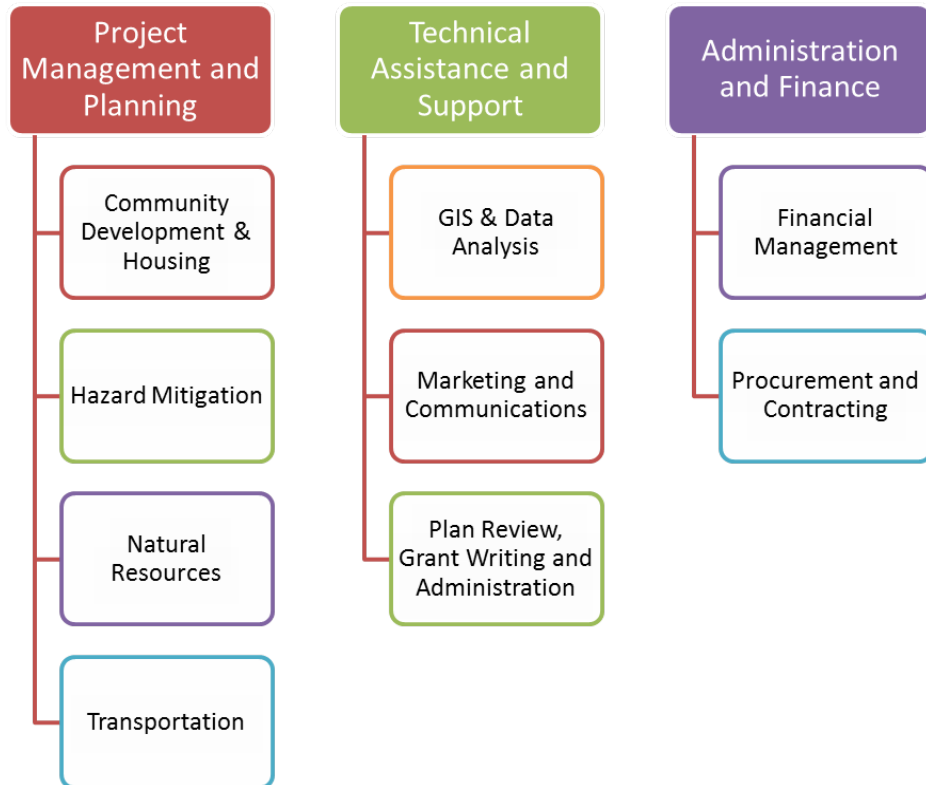 Project
Management and
Planning
Community
Development &
Housing
Hazard Mitigation
Natural
Resources
Transportation
Technical
Assistance and
Support
GIS & Data
Analysis
Marketing and
Communications
Plan Review,
Grant Writing and
Administration
Administration
and Finance
Financial
Management
Procurement and
Contracting